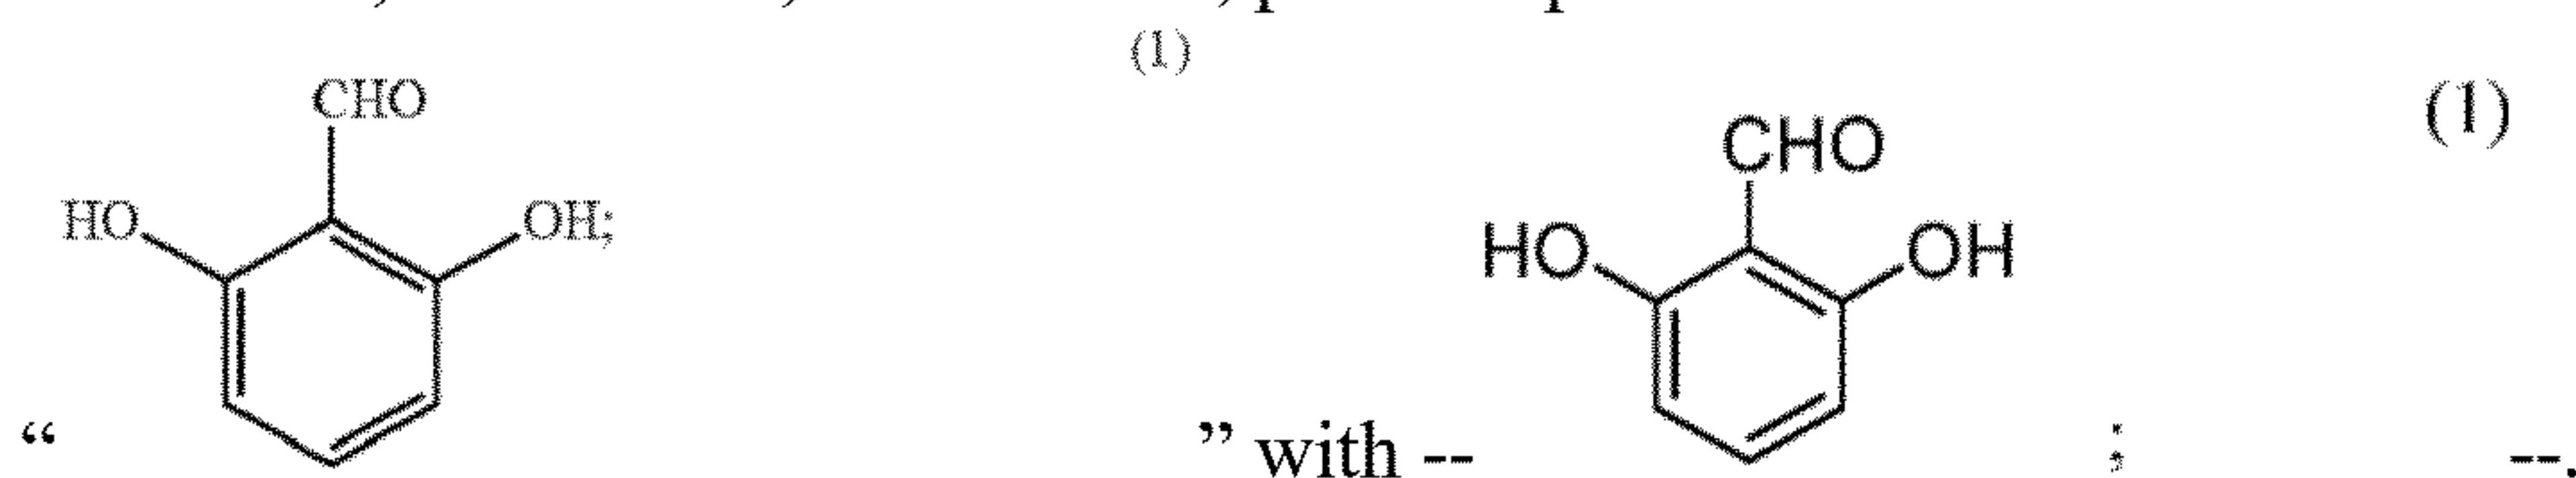 (1)
CHO
(1)
CHO
HO OH;
HO OH
“ ” with -- ; --.